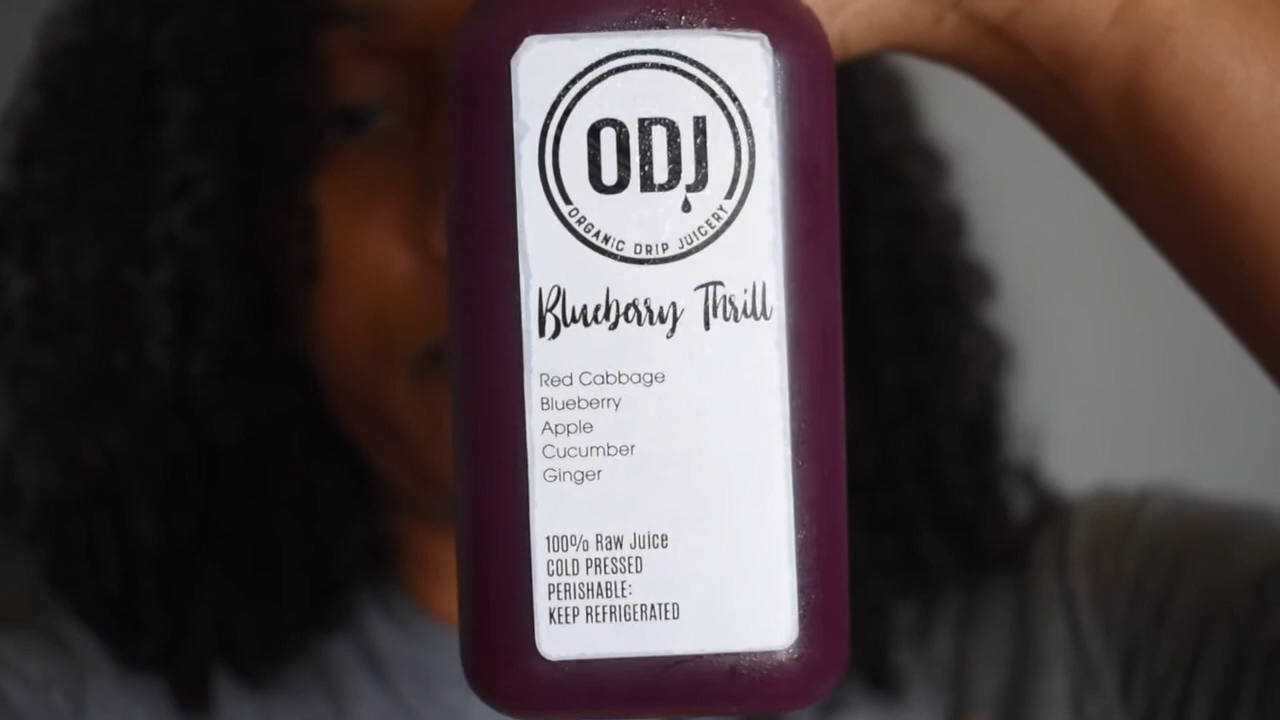 ODJ
ORGANIC DRIP JUICERY
Blueberry Thrill
Red Cabbage
Blueberry
Apple
Cucumber
Ginger
100% Raw Juice
COLD PRESSED
PERISHABLE:
KEEP REFRIGERATED